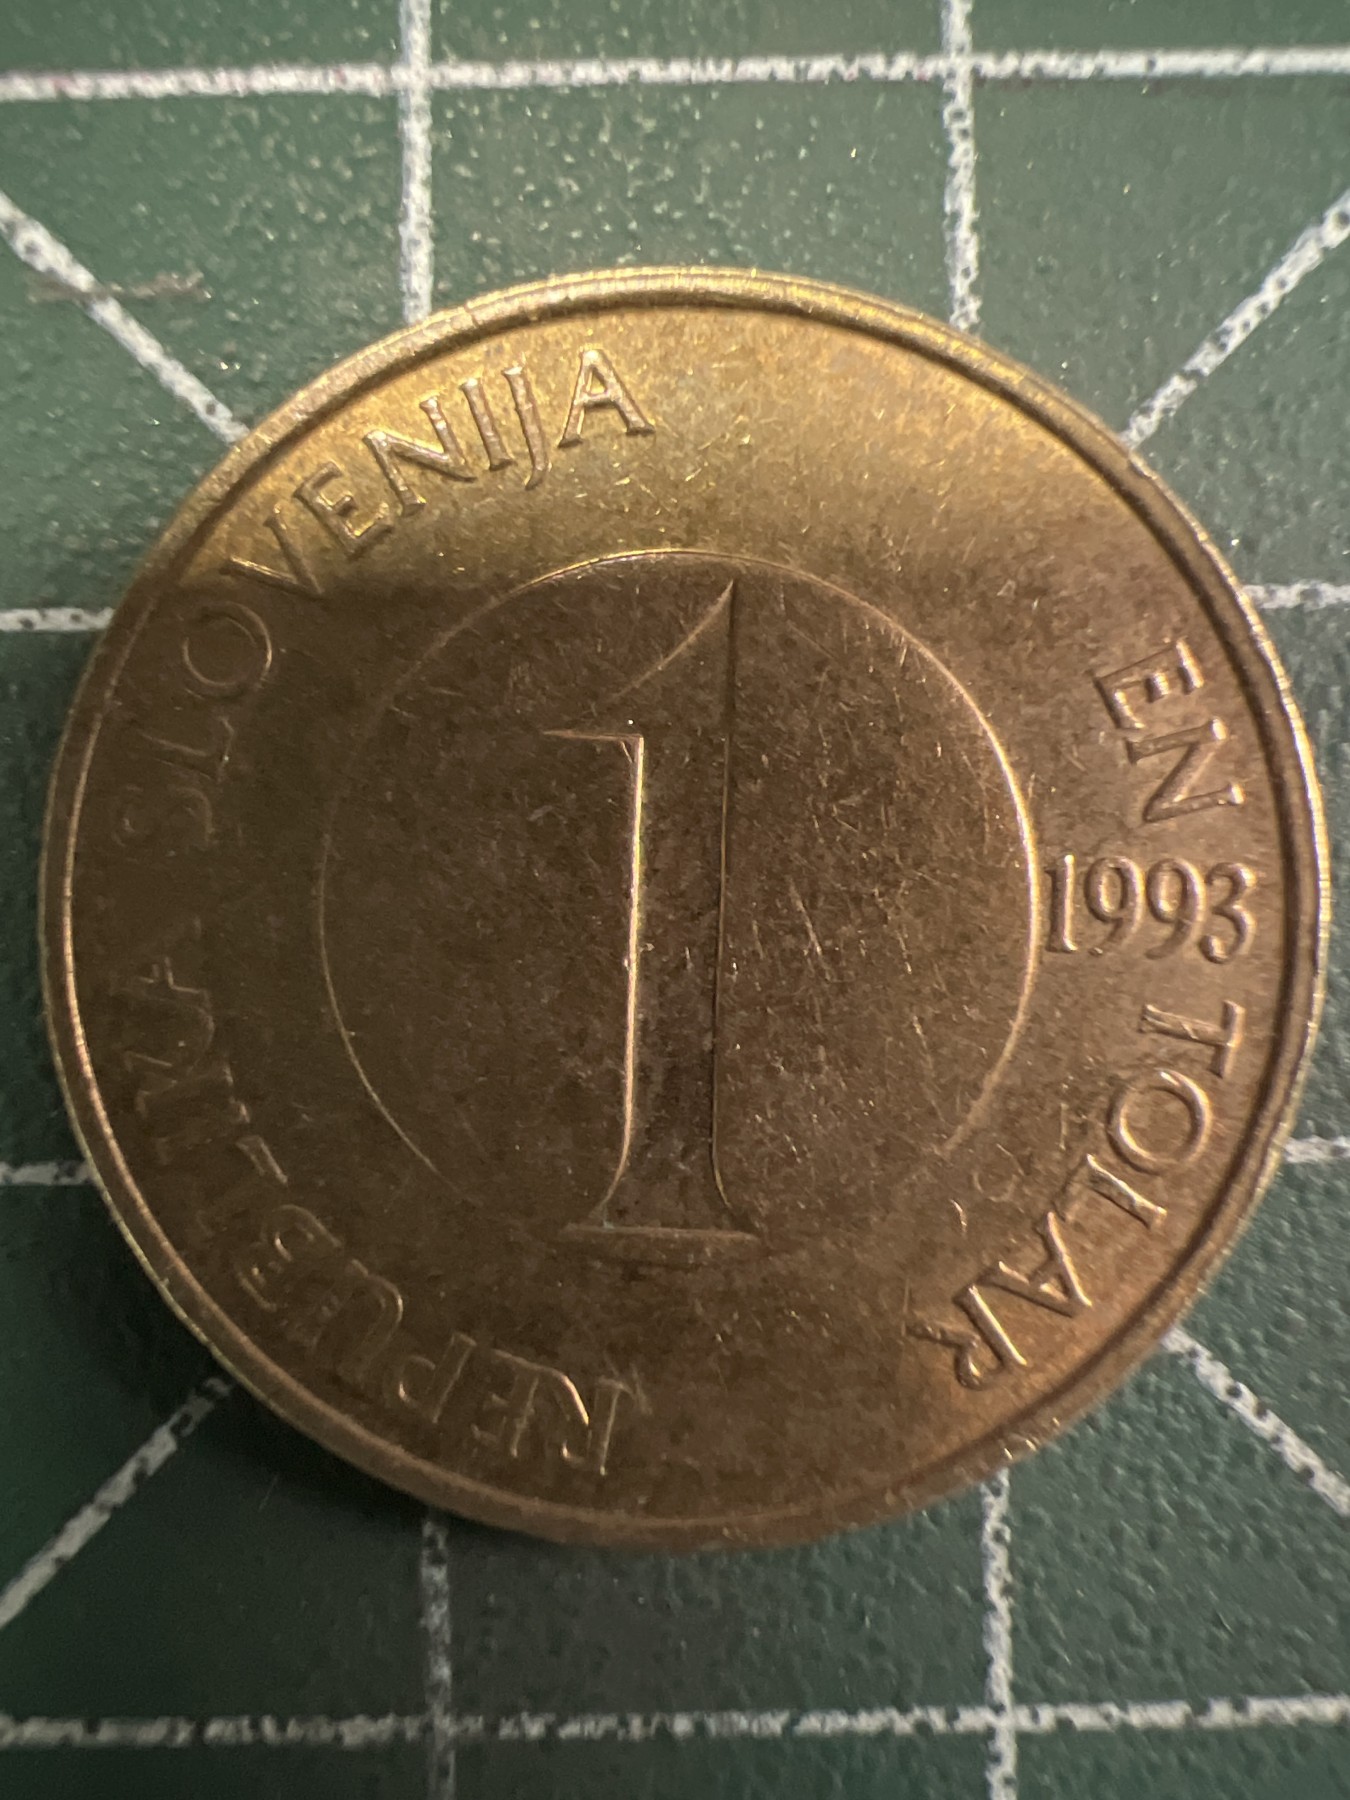 REPUBLIKA SLOVENIJA
1
EN
1993
TOLAR